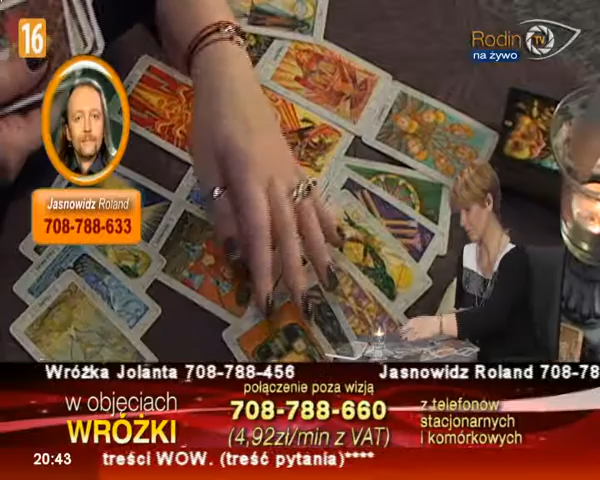 16
Rodin TV
na żywo
Jasnowidz Roland
708-788-633
Wróżka Jolanta 708-788-456 Jasnowidz Roland 708-78
połączenie poza wizją
w objęciach
WRÓŻKI
708-788-660
(4,92zł/min z VAT)
z telefonów
stacjonarnych
i komórkowych
20:43 treści WOW. (treść pytania)****